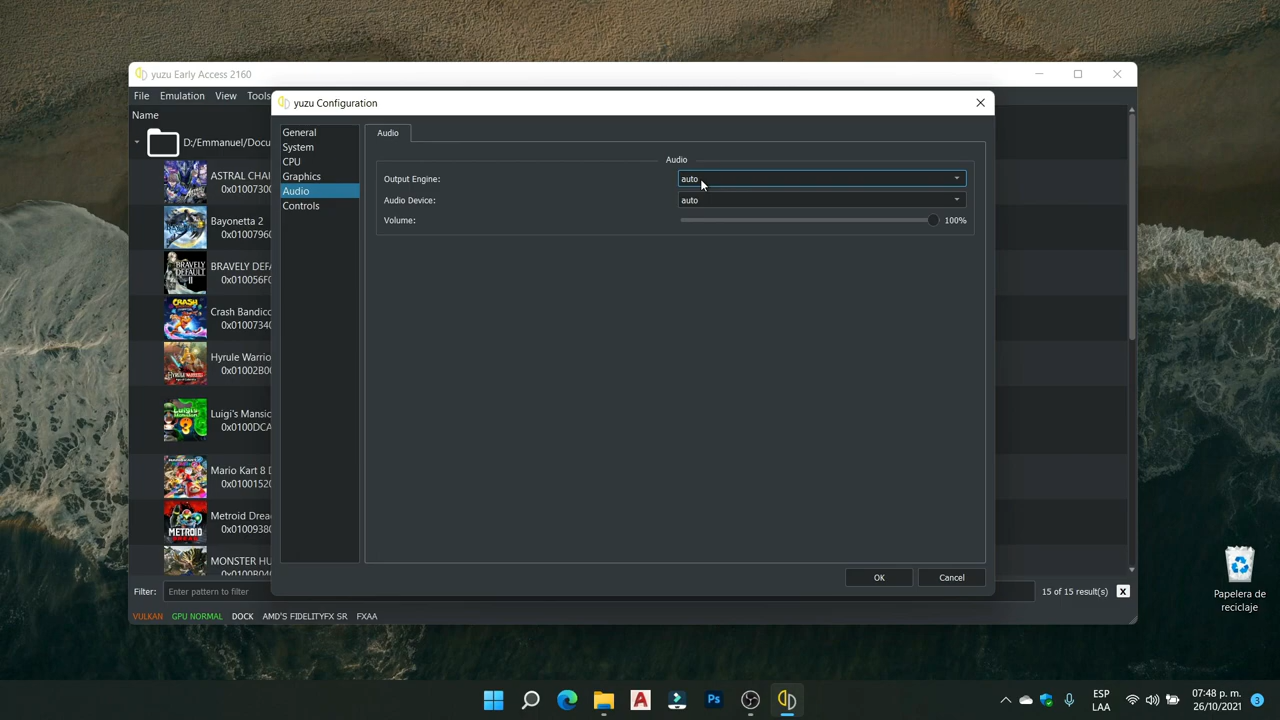 yuzu Early Access 2160
File Emulation View Tools
yuzu Configuration
Name
D:/Emmanuel/Docu
ASTRAL CHAI
0x01007300
Bayonetta 2
0x01007960
BRAVELY DEFA
0x010056F0
Crash Bandico
0x01007340
Hyrule Warrio
0x01002B00
Luigi's Mansic
0x0100DCA
Mario Kart 8 D
0x01001520
Metroid Drea
0x01009380
MONSTER HU
0x0100B040
General
System
CPU
Graphics
Audio
Controls
Audio
Audio
Output Engine: auto
Audio Device: auto
Volume: 100%
OK Cancel
Filter: Enter pattern to filter 15 of 15 result(s) X
VULKAN GPU NORMAL DOCK AMD'S FIDELITYFX SR FXAA
Papelera de
reciclaje
ESP
LAA
07:48 p. m.
26/10/2021
3